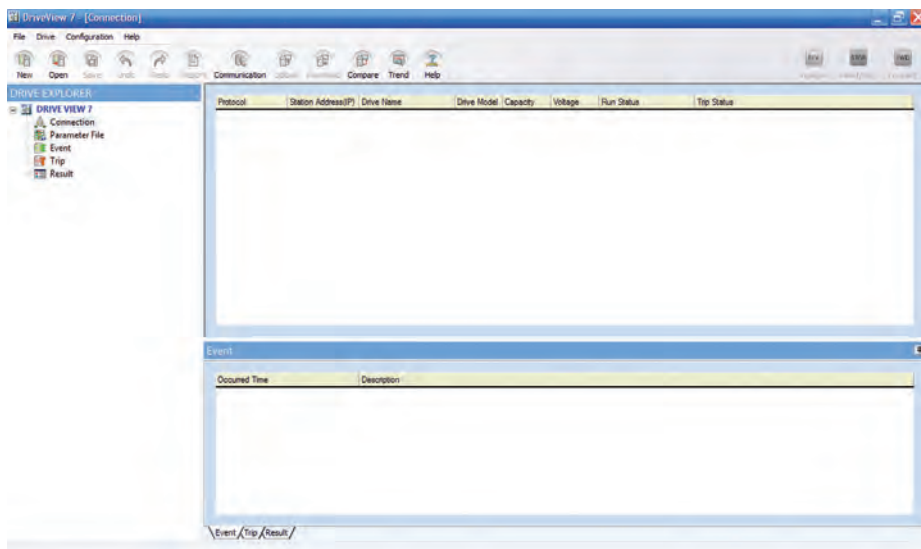 DriveView 7 - [Connection]
File Drive Configuration Help
New Open Save Undo Redo Communication Compare Trend Help
DRIVE EXPLORER
DRIVE VIEW 7
Connection
Parameter File
Event
Trip
Result
Protocol Station Address(IP) Drive Name Drive Model Capacity Voltage Run Status Trip Status
Event
Occurred Time Description
Event Trip Result